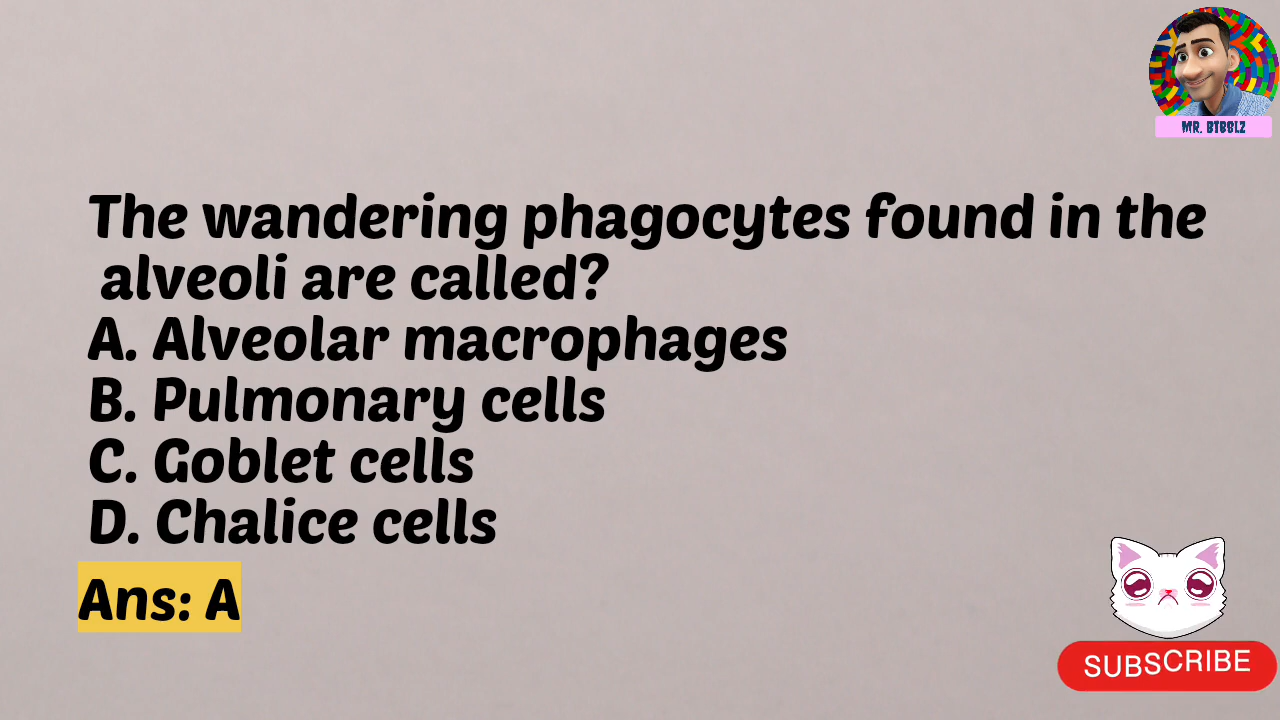 MR. BIBBLZ
The wandering phagocytes found in the
alveoli are called?
A. Alveolar macrophages
B. Pulmonary cells
C. Goblet cells
D. Chalice cells
Ans: A
SUBSCRIBE